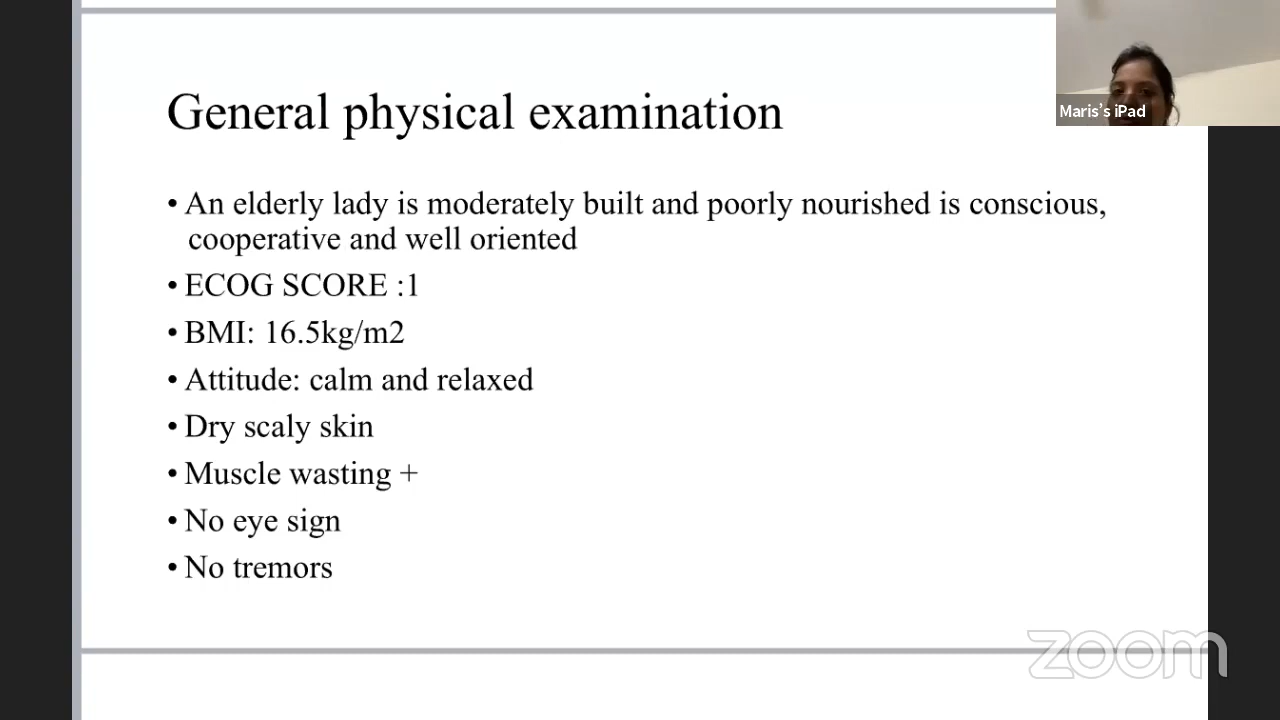 General physical examination
Maris’s iPad
• An elderly lady is moderately built and poorly nourished is conscious,
cooperative and well oriented
• ECOG SCORE :1
• BMI: 16.5kg/m2
• Attitude: calm and relaxed
• Dry scaly skin
• Muscle wasting +
• No eye sign
• No tremors
zoom